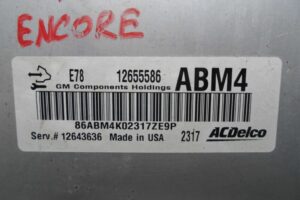 ENCORE
E78 12655586 ABM4
GM Components Holdings
86ABM4K02317ZE9P
Serv.# 12643636 Made in USA 2317 ACDelco